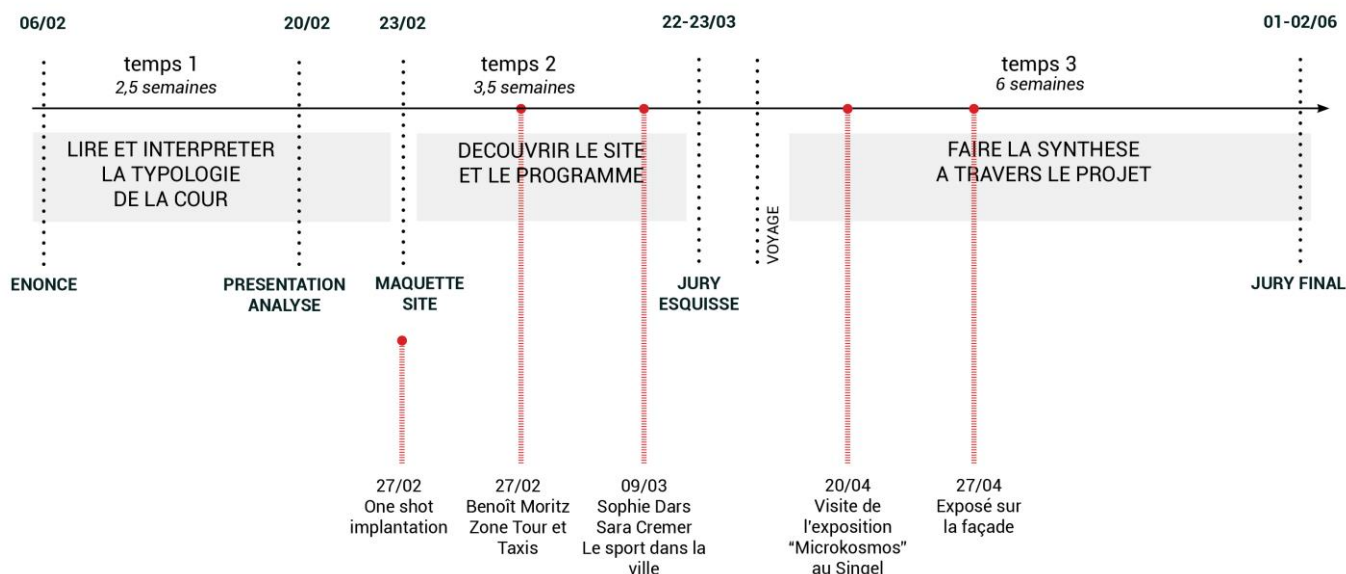 06/02
20/02
23/02
22-23/03
01-02/06
temps 1
2,5 semaines
temps 2
3,5 semaines
temps 3
6 semaines
LIRE ET INTERPRETER
LA TYPOLOGIE
DE LA COUR
DECOUVRIR LE SITE
ET LE PROGRAMME
FAIRE LA SYNTHESE
A TRAVERS LE PROJET
VOYAGE
ENONCE
PRESENTATION
ANALYSE
MAQUETTE
SITE
JURY
ESQUISSE
JURY FINAL
27/02
One shot
implantation
27/02
Benoît Moritz
Zone Tour et
Taxis
09/03
Sophie Dars
Sara Cremer
Le sport dans la
ville
20/04
Visite de
l'exposition
“Microkosmos”
au Singel
27/04
Exposé sur
la façade